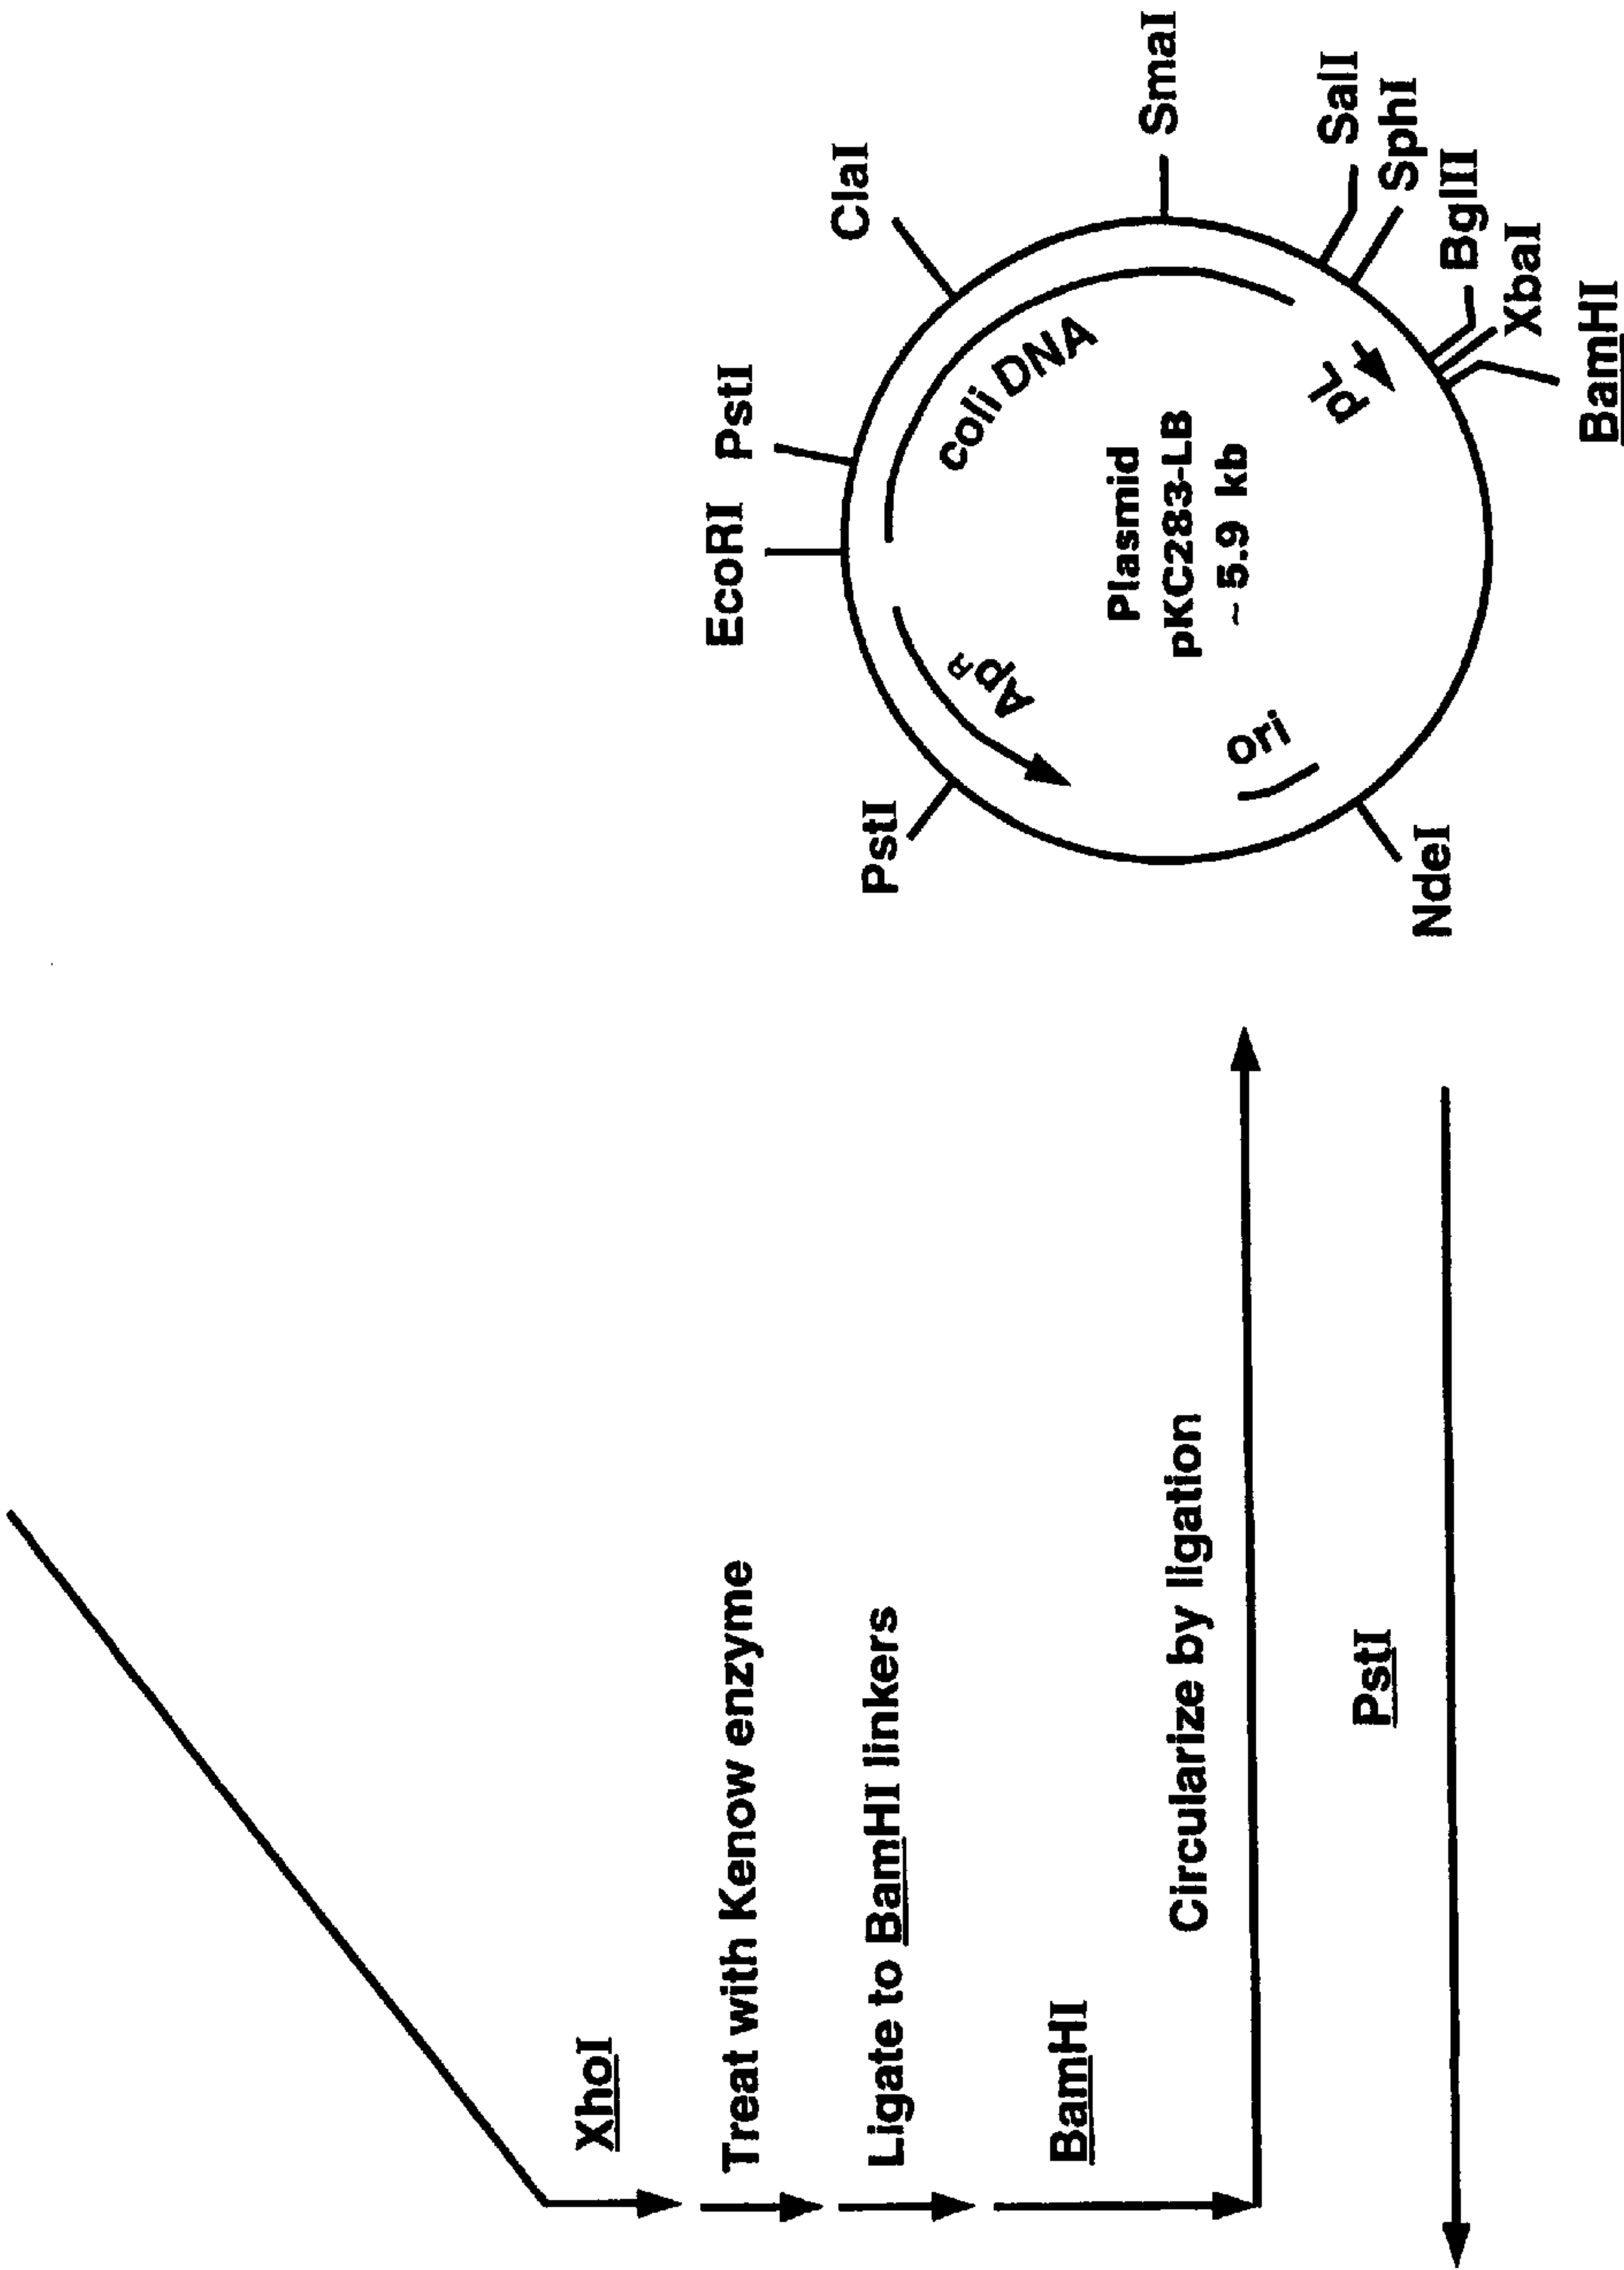 XhoI
Treat with Kenow enzyme
Ligate to BamHI linkers
BamHI
Circularize by ligation
PstI
EcoRI
PstI
ClaI
PstI
SmaI
coli DNA
ApR
Plasmid
pKC283-LB
~ 5.9 kb
ori
pL
SalI
SphI
BglII
XbaI
BamHI
NdeI